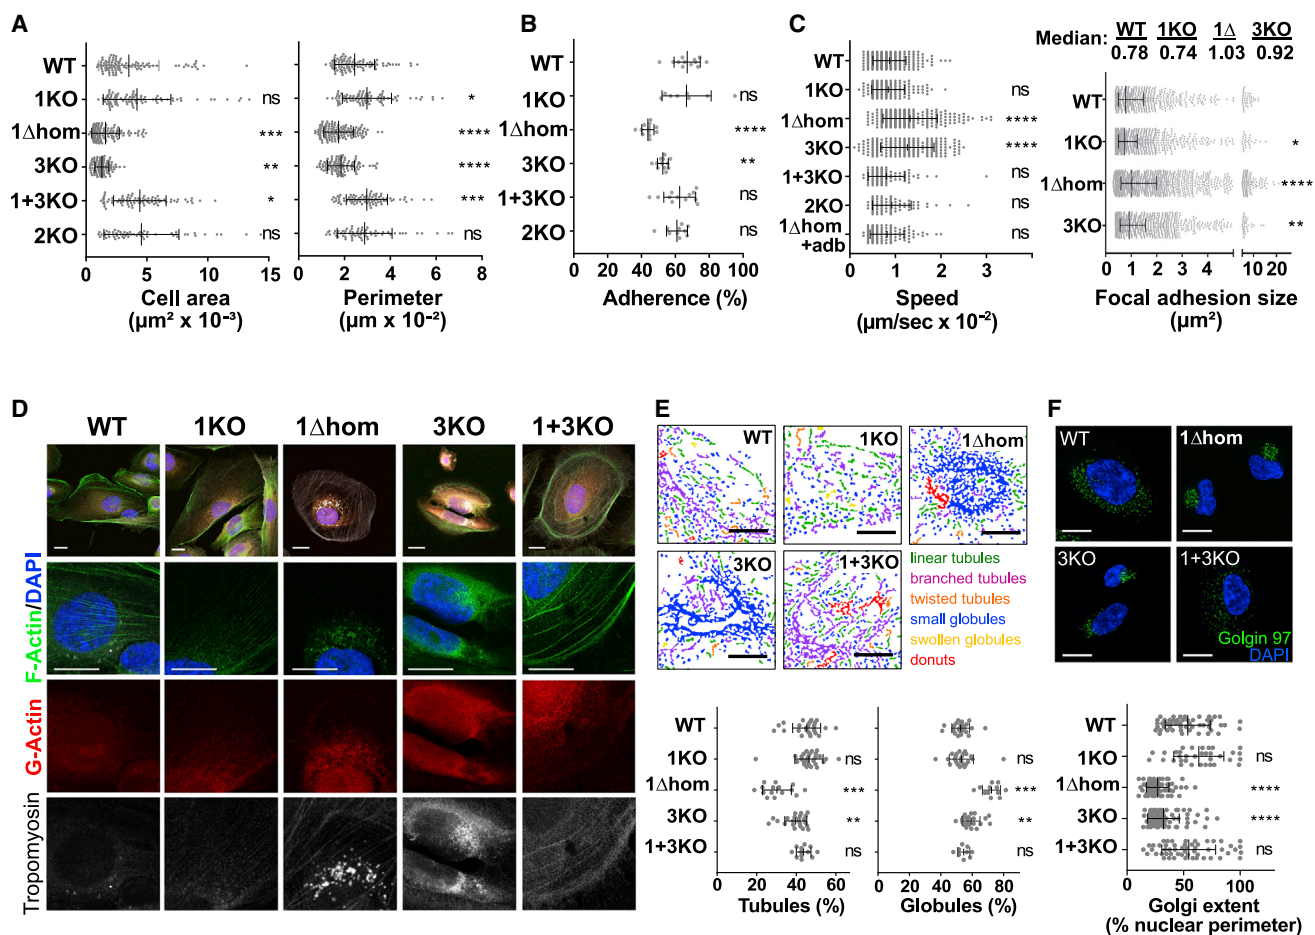 A
WT
1KO
ns
*
1Δhom
***
****
3KO
**
****
1+3KO
*
***
2KO
ns
ns
0 5 10 15
0 2 4 6 8
Cell area
(µm² x 10⁻³)
Perimeter
(µm x 10⁻²)
B
WT
1KO ns
1Δhom ****
3KO **
1+3KO ns
2KO ns
0 20 40 60 80 100
Adherence (%)
C
WT
1KO ns
1Δhom ****
3KO ****
1+3KO ns
2KO ns
1Δhom
+adb ns
0 1 2 3
Speed
(µm/sec x 10⁻²)
Median: WT 1KO 1Δ 3KO
0.78 0.74 1.03 0.92
WT
1KO *
1Δhom ****
3KO **
0 1 2 3 4 5 10 20
Focal adhesion size
(µm²)
D
WT 1KO 1Δhom 3KO 1+3KO
F-Actin/DAPI
G-Actin
Tropomyosin
E
WT
1KO
1Δhom
3KO
1+3KO
linear tubules
branched tubules
twisted tubules
small globules
swollen globules
donuts
WT
1KO ns ns
1Δhom *** ***
3KO ** **
1+3KO ns ns
0 20 40 60
0 20 40 60 80
Tubules (%)
Globules (%)
F
WT
1Δhom
3KO
1+3KO
Golgin 97
DAPI
WT
1KO ns
1Δhom ****
3KO ****
1+3KO ns
0 50 100
Golgi extent
(% nuclear perimeter)